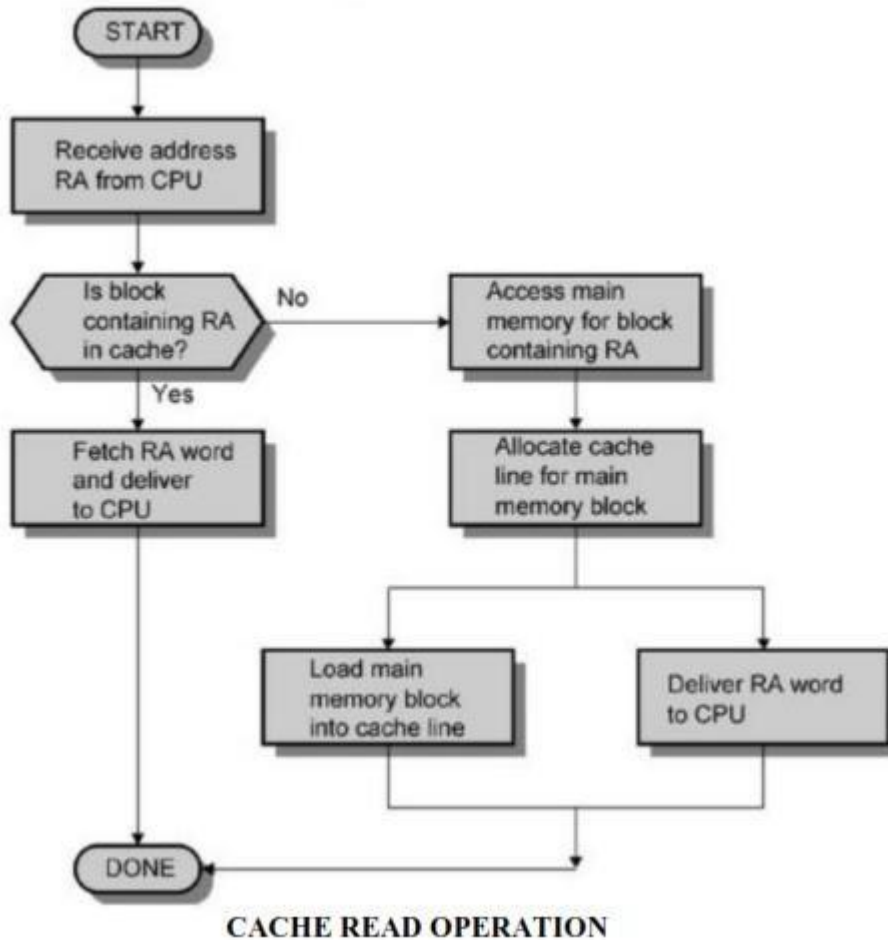 START
Receive address
RA from CPU
Is block
containing RA
in cache?
No
Access main
memory for block
containing RA
Yes
Fetch RA word
and deliver
to CPU
Allocate cache
line for main
memory block
Load main
memory block
into cache line
Deliver RA word
to CPU
DONE
CACHE READ OPERATION